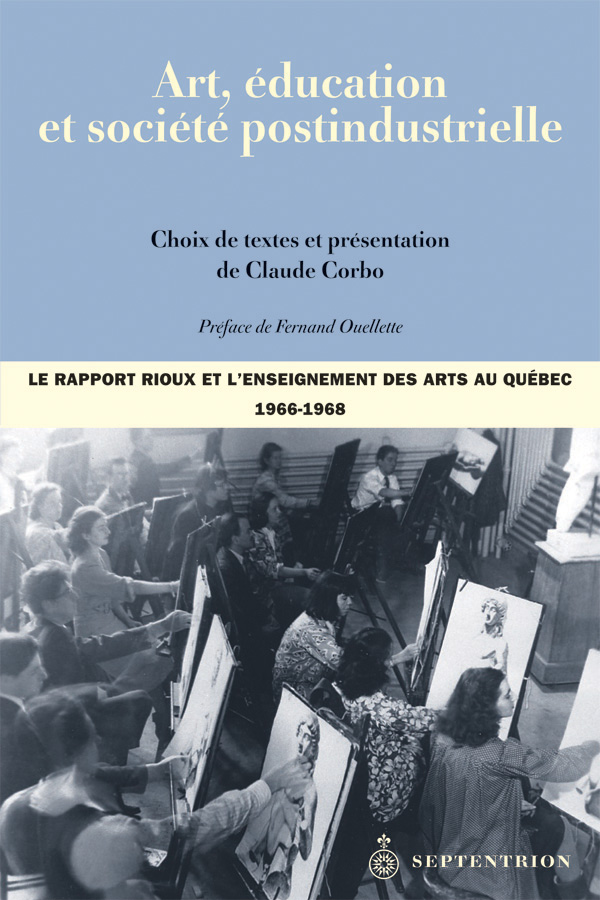 Art, éducation
et société postindustrielle
Choix de textes et présentation
de Claude Corbo
Préface de Fernand Ouellette
LE RAPPORT RIOUX ET L'ENSEIGNEMENT DES ARTS AU QUÉBEC
1966-1968
SEPTENTRION